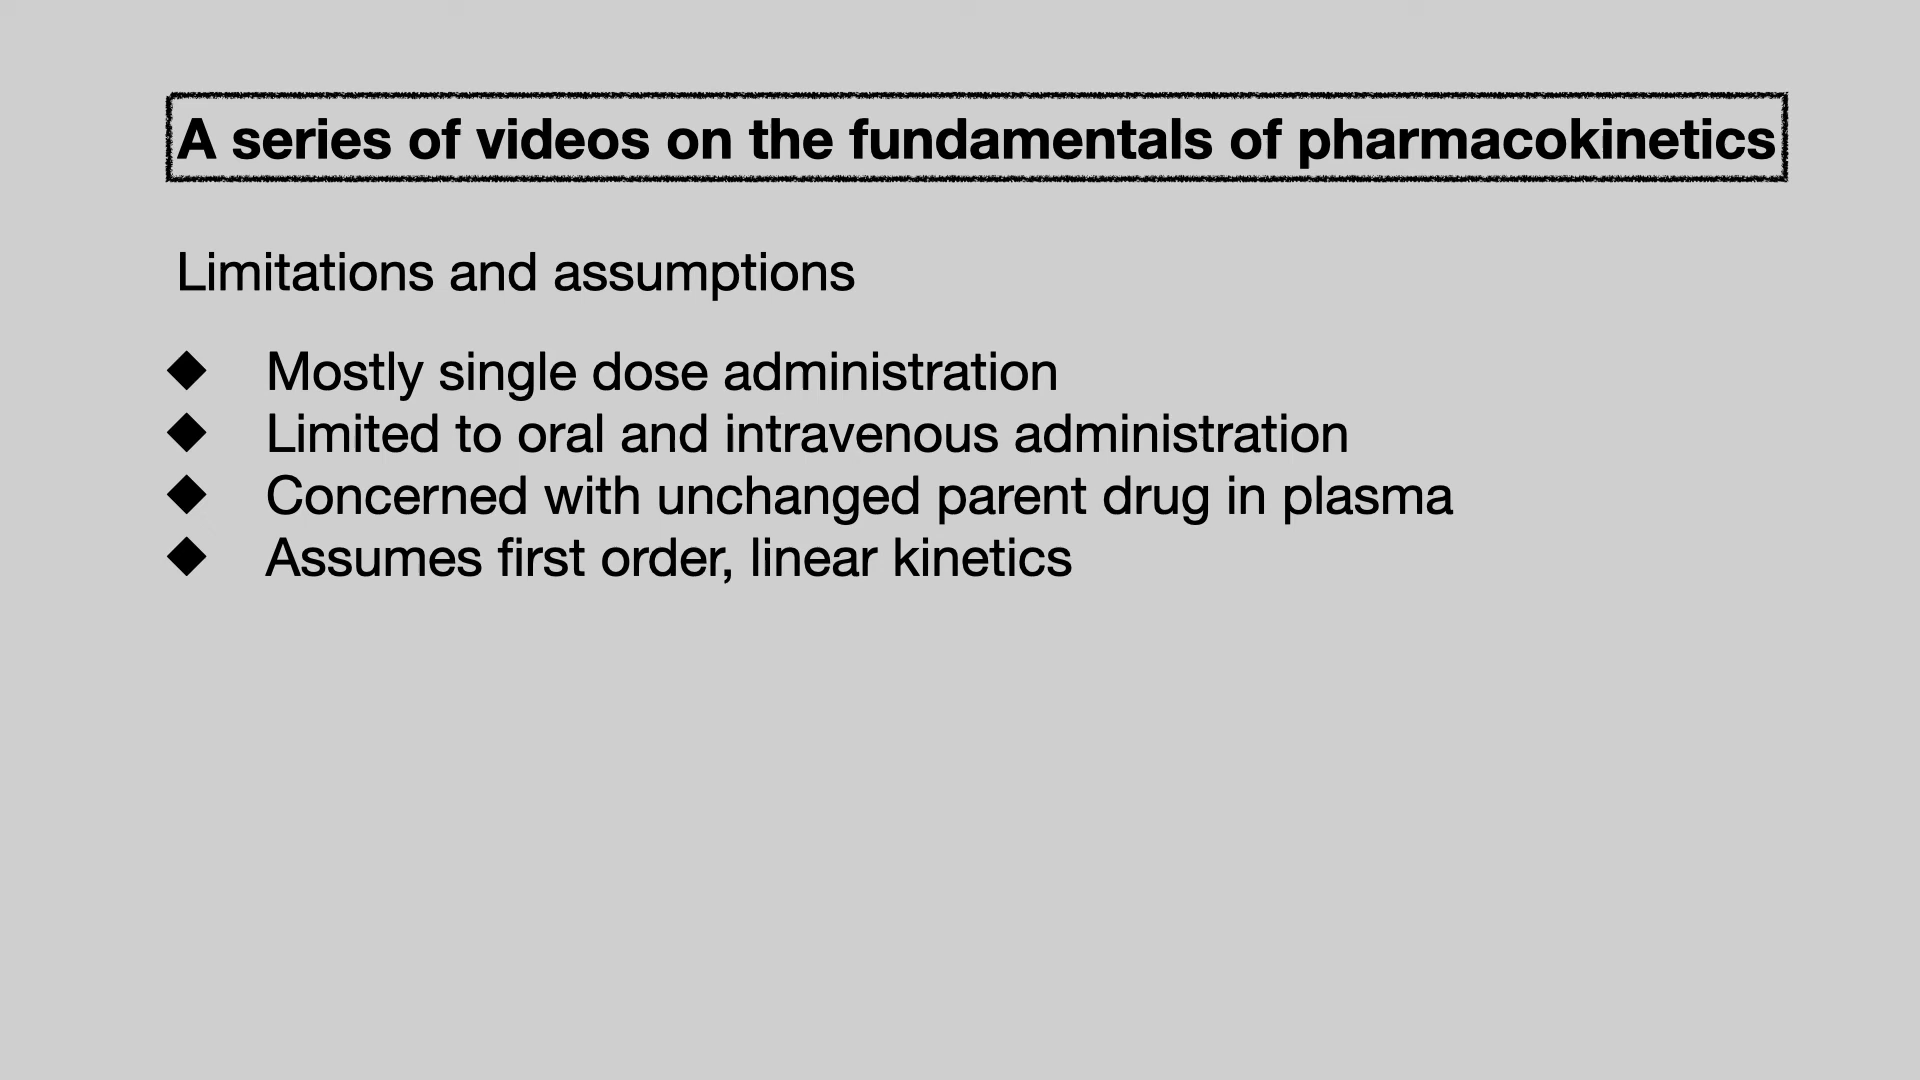 A series of videos on the fundamentals of pharmacokinetics
Limitations and assumptions
◆ Mostly single dose administration
◆ Limited to oral and intravenous administration
◆ Concerned with unchanged parent drug in plasma
◆ Assumes first order, linear kinetics